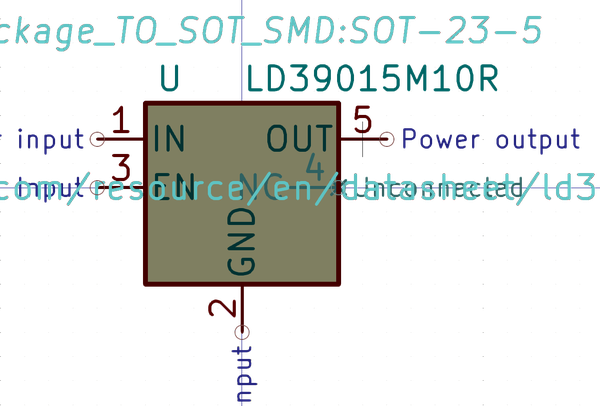 ckage_TO_SOT_SMD:SOT-23-5
U LD39015M10R
r input 1 IN OUT 5 Power output
input 3 EN NC 4 Unconnected
com/resource/en/datasheet/ld3
GND
2
nput